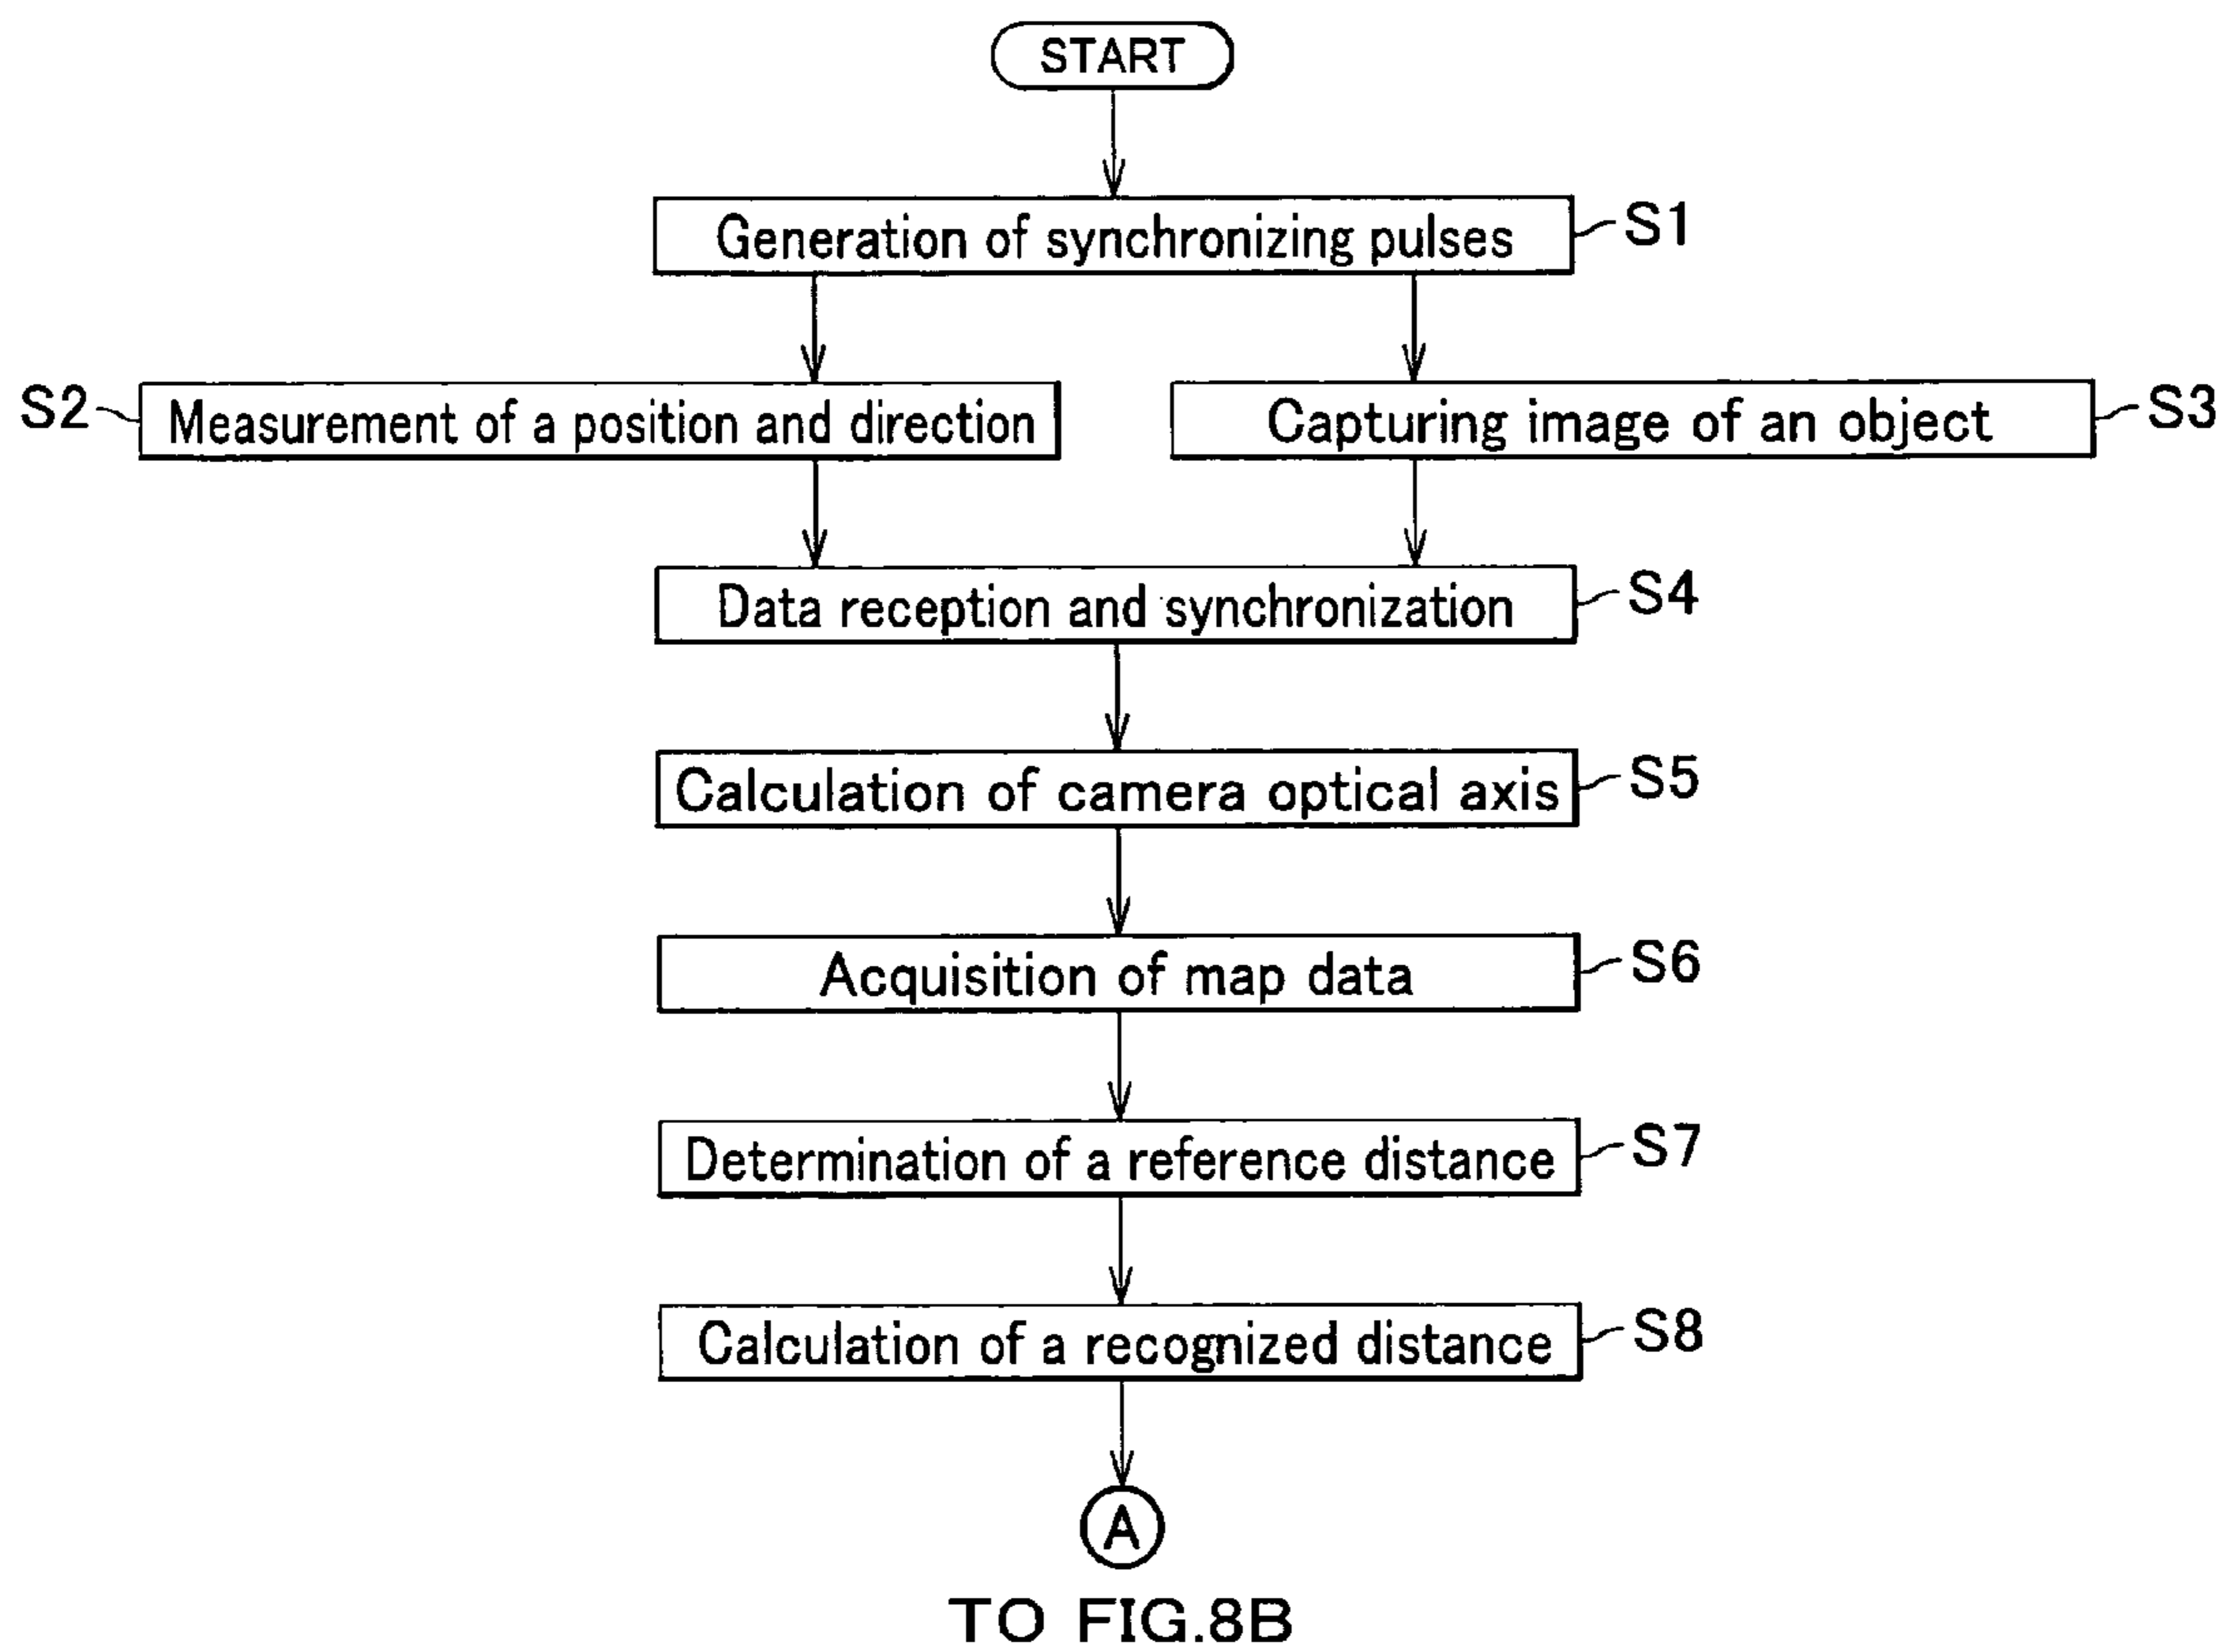 START
Generation of synchronizing pulses S1
S2 Measurement of a position and direction
Capturing image of an object S3
Data reception and synchronization S4
Calculation of camera optical axis S5
Acquisition of map data S6
Determination of a reference distance S7
Calculation of a recognized distance S8
A
TO FIG.8B